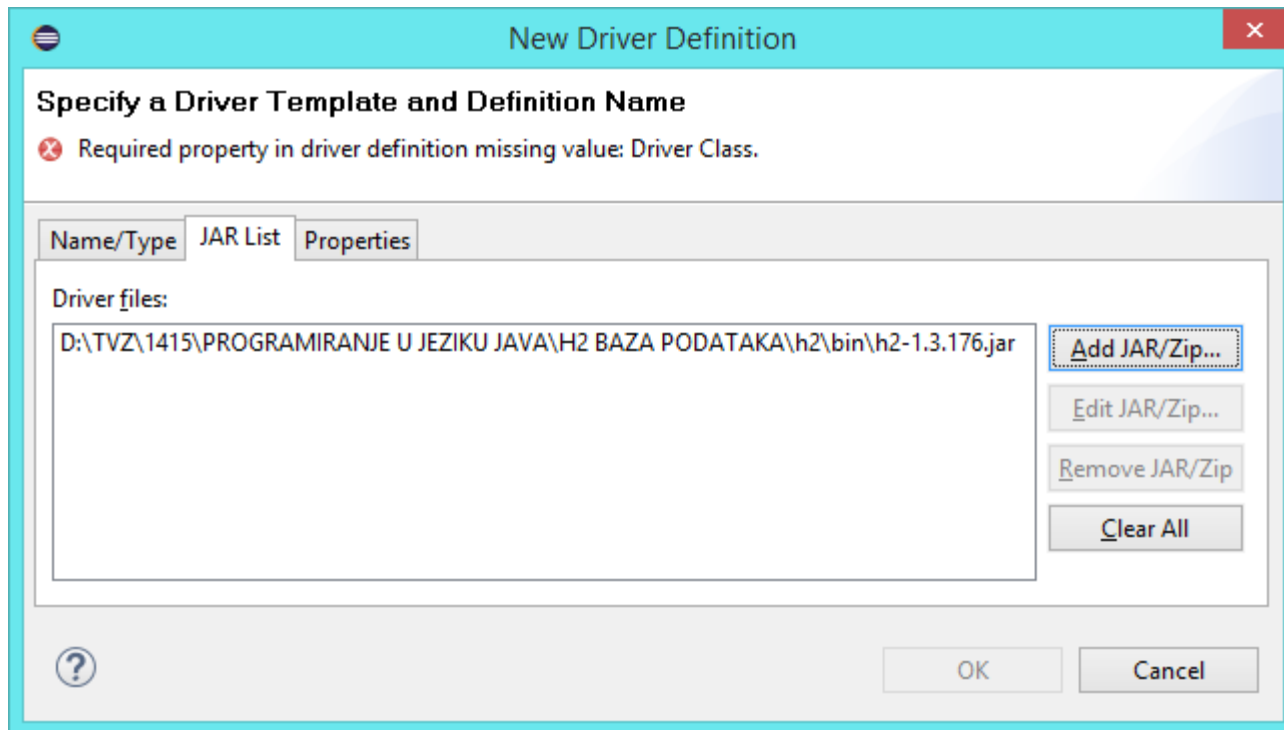 New Driver Definition
Specify a Driver Template and Definition Name
Required property in driver definition missing value: Driver Class.
Name/Type JAR List Properties
Driver files:
D:\TVZ\1415\PROGRAMIRANJE U JEZIKU JAVA\H2 BAZA PODATAKA\h2\bin\h2-1.3.176.jar
Add JAR/Zip...
Edit JAR/Zip...
Remove JAR/Zip
Clear All
OK Cancel